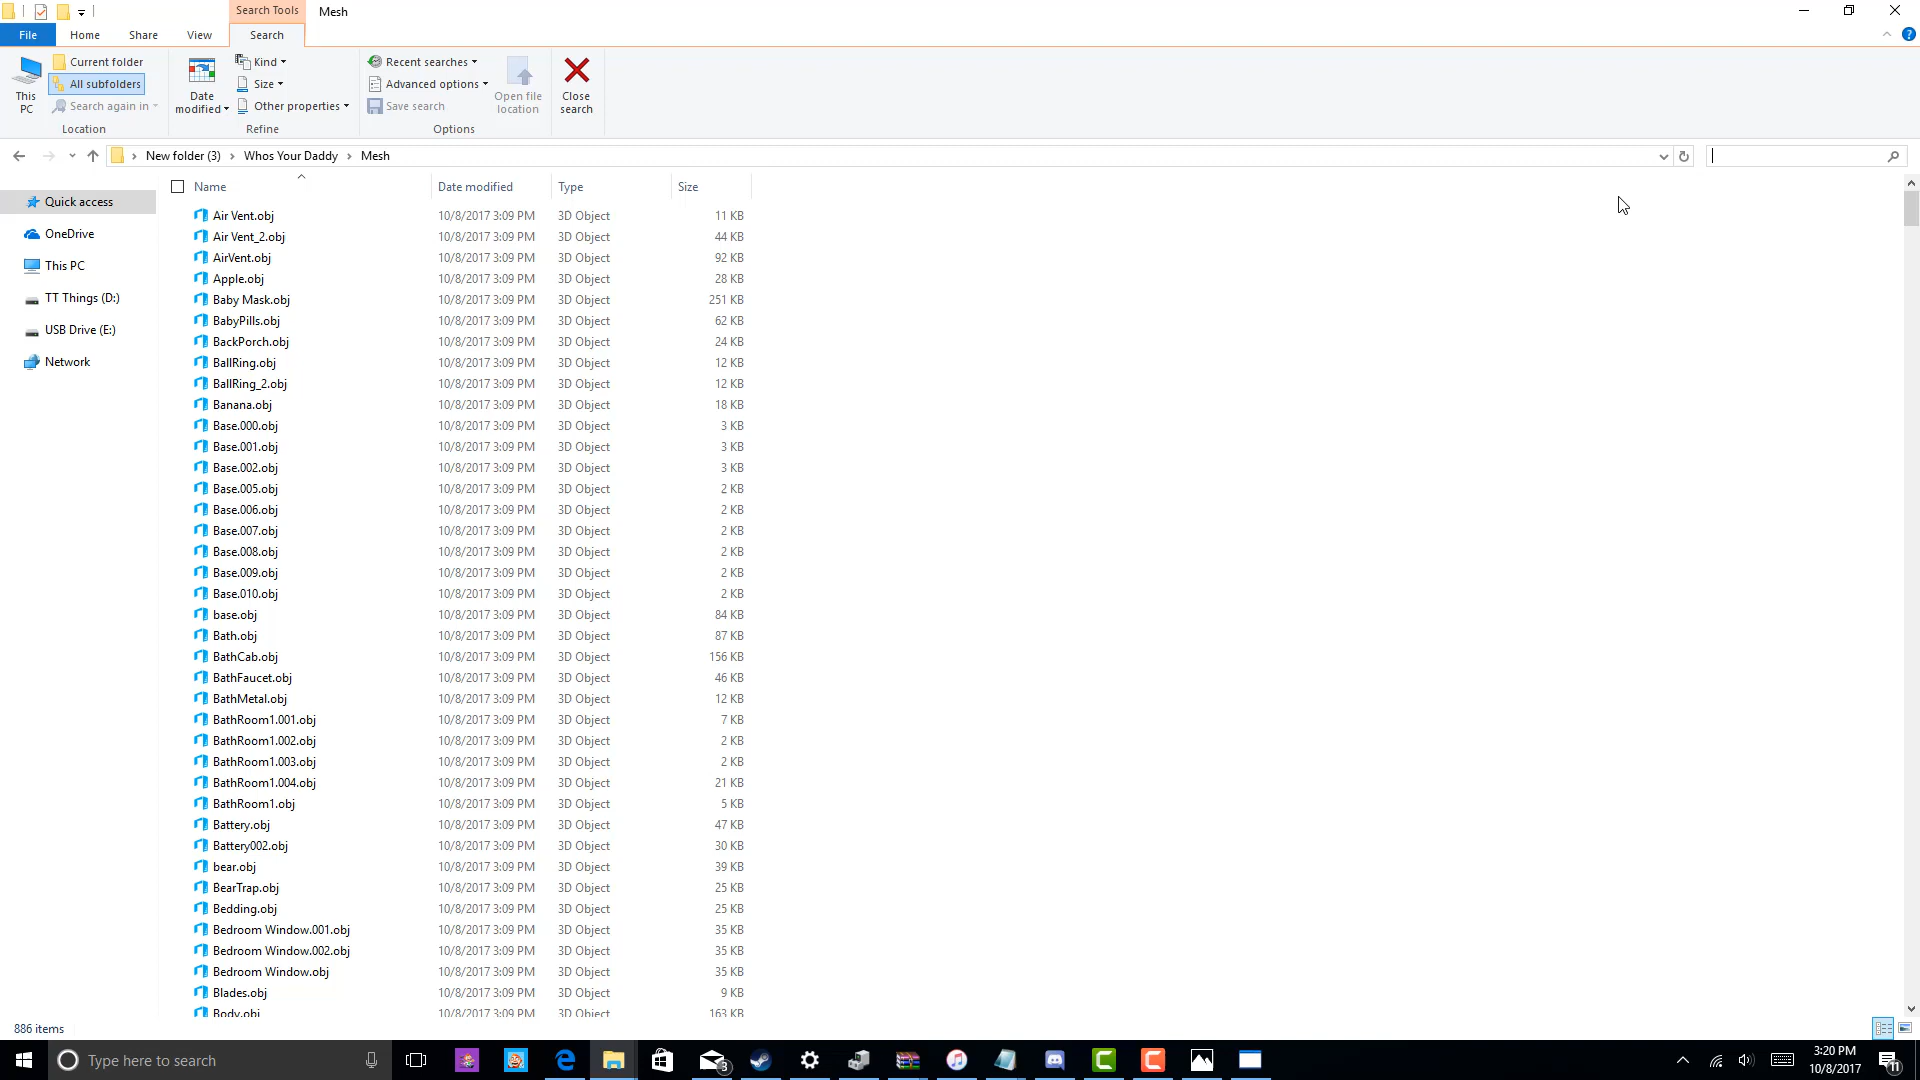 Search Tools
Mesh
File
Home
Share
View
Search
This PC
Current folder
All subfolders
Search again in
Location
Date modified
Kind
Size
Other properties
Refine
Recent searches
Advanced options
Save search
Options
Open file location
Close search
New folder (3) > Whos Your Daddy > Mesh
Name Date modified Type Size
Quick access
OneDrive
This PC
TT Things (D:)
USB Drive (E:)
Network
Air Vent.obj 10/8/2017 3:09 PM 3D Object 11 KB
Air Vent_2.obj 10/8/2017 3:09 PM 3D Object 44 KB
AirVent.obj 10/8/2017 3:09 PM 3D Object 92 KB
Apple.obj 10/8/2017 3:09 PM 3D Object 28 KB
Baby Mask.obj 10/8/2017 3:09 PM 3D Object 251 KB
BabyPills.obj 10/8/2017 3:09 PM 3D Object 62 KB
BackPorch.obj 10/8/2017 3:09 PM 3D Object 24 KB
BallRing.obj 10/8/2017 3:09 PM 3D Object 12 KB
BallRing_2.obj 10/8/2017 3:09 PM 3D Object 12 KB
Banana.obj 10/8/2017 3:09 PM 3D Object 18 KB
Base.000.obj 10/8/2017 3:09 PM 3D Object 3 KB
Base.001.obj 10/8/2017 3:09 PM 3D Object 3 KB
Base.002.obj 10/8/2017 3:09 PM 3D Object 3 KB
Base.005.obj 10/8/2017 3:09 PM 3D Object 2 KB
Base.006.obj 10/8/2017 3:09 PM 3D Object 2 KB
Base.007.obj 10/8/2017 3:09 PM 3D Object 2 KB
Base.008.obj 10/8/2017 3:09 PM 3D Object 2 KB
Base.009.obj 10/8/2017 3:09 PM 3D Object 2 KB
Base.010.obj 10/8/2017 3:09 PM 3D Object 2 KB
base.obj 10/8/2017 3:09 PM 3D Object 84 KB
Bath.obj 10/8/2017 3:09 PM 3D Object 87 KB
BathCab.obj 10/8/2017 3:09 PM 3D Object 156 KB
BathFaucet.obj 10/8/2017 3:09 PM 3D Object 46 KB
BathMetal.obj 10/8/2017 3:09 PM 3D Object 12 KB
BathRoom1.001.obj 10/8/2017 3:09 PM 3D Object 7 KB
BathRoom1.002.obj 10/8/2017 3:09 PM 3D Object 2 KB
BathRoom1.003.obj 10/8/2017 3:09 PM 3D Object 2 KB
BathRoom1.004.obj 10/8/2017 3:09 PM 3D Object 21 KB
BathRoom1.obj 10/8/2017 3:09 PM 3D Object 5 KB
Battery.obj 10/8/2017 3:09 PM 3D Object 47 KB
Battery002.obj 10/8/2017 3:09 PM 3D Object 30 KB
bear.obj 10/8/2017 3:09 PM 3D Object 39 KB
BearTrap.obj 10/8/2017 3:09 PM 3D Object 25 KB
Bedding.obj 10/8/2017 3:09 PM 3D Object 25 KB
Bedroom Window.001.obj 10/8/2017 3:09 PM 3D Object 35 KB
Bedroom Window.002.obj 10/8/2017 3:09 PM 3D Object 35 KB
Bedroom Window.obj 10/8/2017 3:09 PM 3D Object 35 KB
Blades.obj 10/8/2017 3:09 PM 3D Object 9 KB
Body.obj 10/8/2017 3:09 PM 3D Object 163 KB
886 items
Type here to search
3
3:20 PM
10/8/2017
11